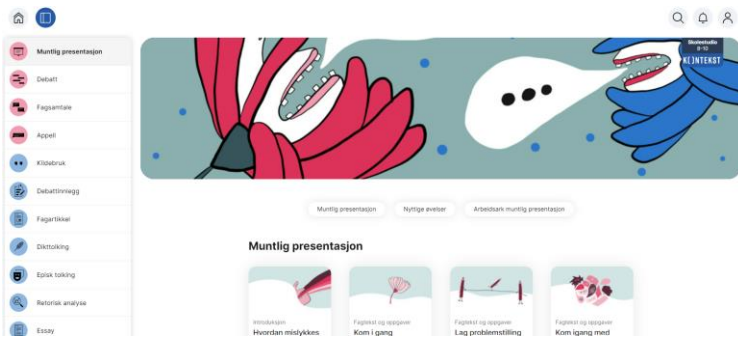 Skolestudio
8-10
K(O)NTEKST
Muntlig presentasjon
Debatt
Fagsamtale
Appell
Kildebruk
Debattinnlegg
Fagartikkel
Dikttolking
Episk tolking
Retorisk analyse
Essay
Muntlig presentasjon
Nyttige øvelser
Arbeidsark muntlig presentasjon
Muntlig presentasjon
Introduksjon
Hvordan mislykkes
Fagtekst og oppgaver
Kom i gang
Fagtekst og oppgaver
Lag problemstilling
Fagtekst og oppgaver
Kom igang med